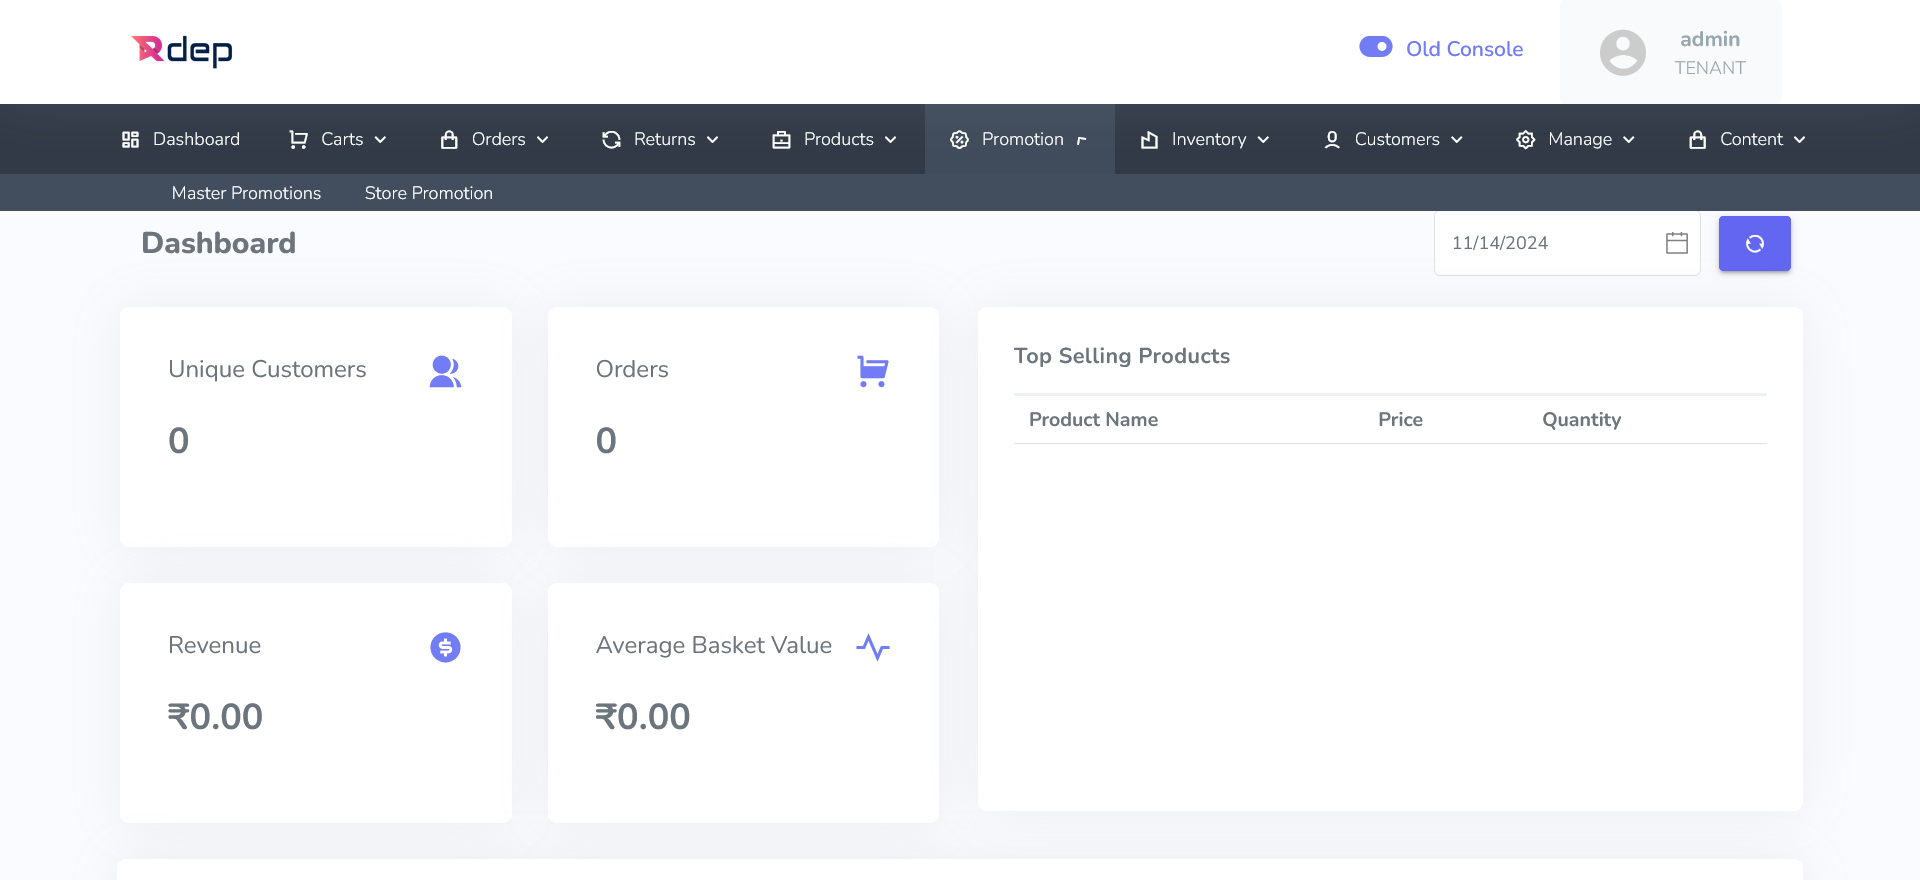 Rdep
Old Console
admin
TENANT
Dashboard Carts Orders Returns Products Promotion Inventory Customers Manage Content
Master Promotions Store Promotion
Dashboard
11/14/2024
Unique Customers
0
Orders
0
Revenue
₹0.00
Average Basket Value
₹0.00
Top Selling Products
Product Name Price Quantity